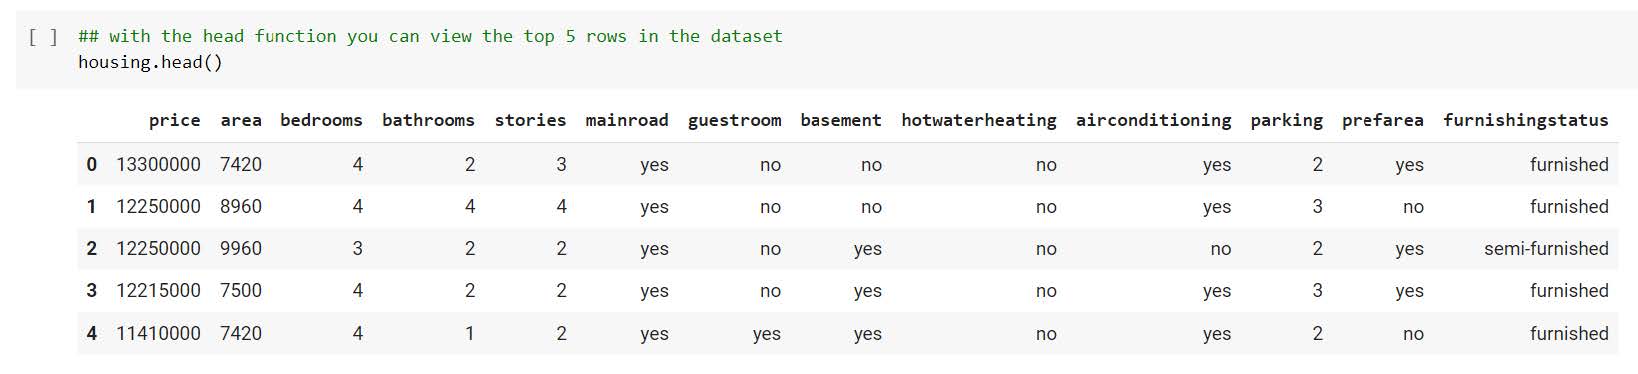 [ ] ## with the head function you can view the top 5 rows in the dataset
housing.head()
price area bedrooms bathrooms stories mainroad guestroom basement hotwaterheating airconditioning parking prefarea furnishingstatus
0 13300000 7420 4 2 3 yes no no no yes 2 yes furnished
1 12250000 8960 4 4 4 yes no no no yes 3 no furnished
2 12250000 9960 3 2 2 yes no yes no no 2 yes semi-furnished
3 12215000 7500 4 2 2 yes no yes no yes 3 yes furnished
4 11410000 7420 4 1 2 yes yes yes no yes 2 no furnished